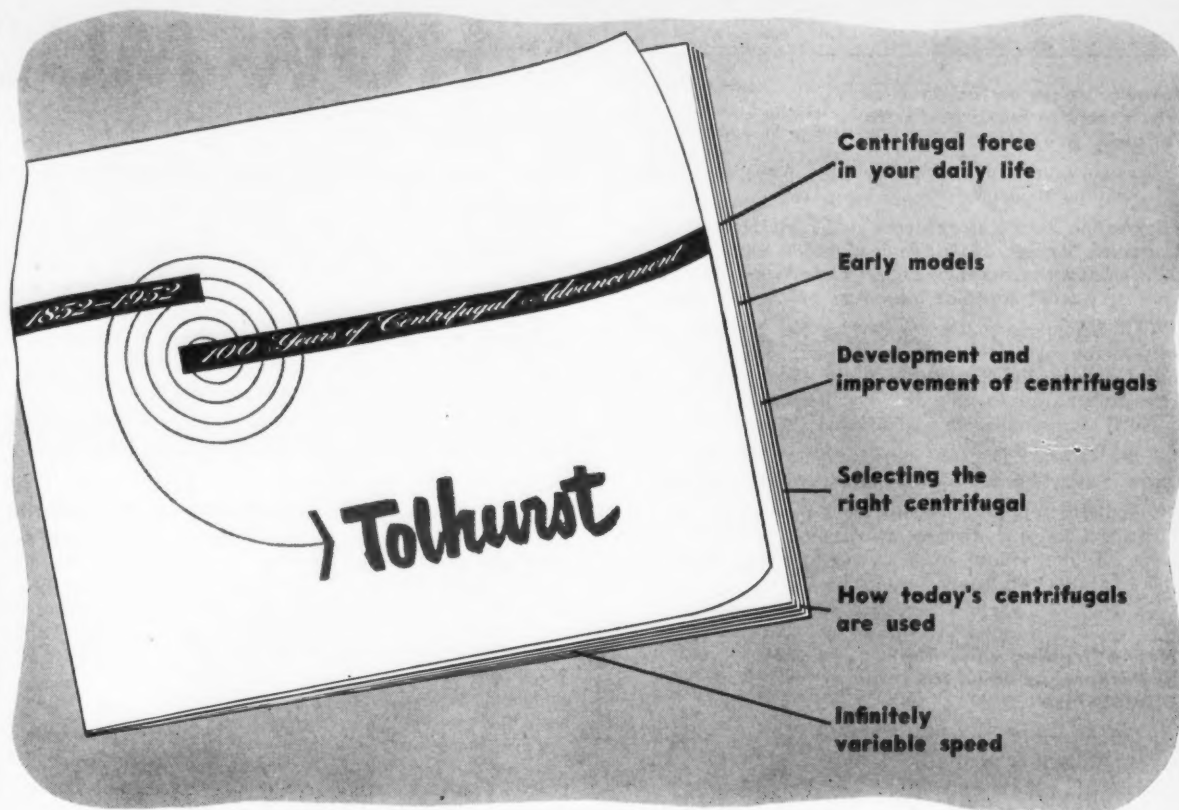 1852-1952
100 Years of Centrifugal Advancement
Tolhurst
Centrifugal force
in your daily life
Early models
Development and
improvement of centrifugals
Selecting the
right centrifugal
How today's centrifugals
are used
Infinitely
variable speed